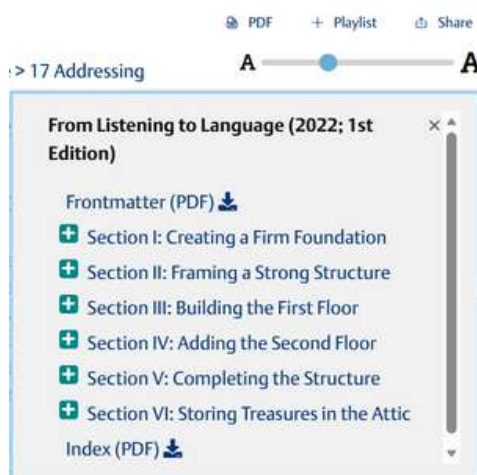 PDF + Playlist Share
> 17 Addressing
A A
From Listening to Language (2022; 1st
Edition)
×
Frontmatter (PDF)
Section I: Creating a Firm Foundation
Section II: Framing a Strong Structure
Section III: Building the First Floor
Section IV: Adding the Second Floor
Section V: Completing the Structure
Section VI: Storing Treasures in the Attic
Index (PDF)